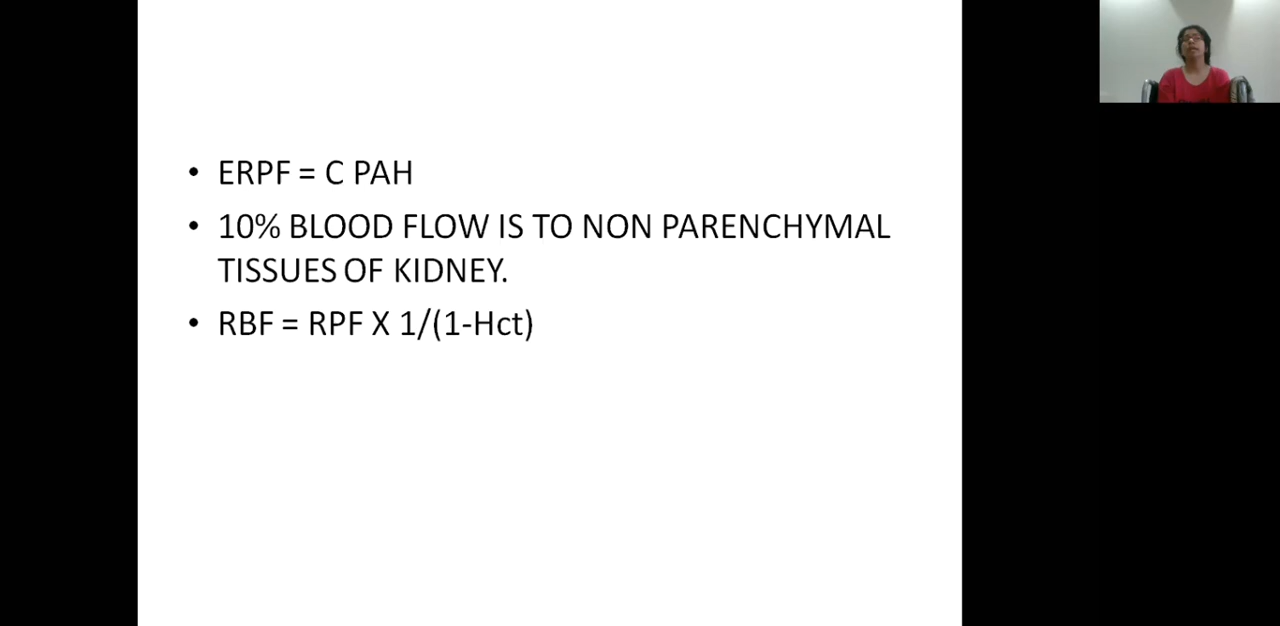 • ERPF = C PAH
• 10% BLOOD FLOW IS TO NON PARENCHYMAL
TISSUES OF KIDNEY.
• RBF = RPF X 1/(1-Hct)